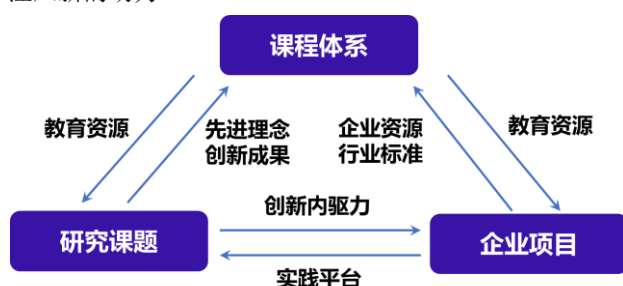 课程体系
教育资源
先进理念
创新成果
企业资源
行业标准
教育资源
创新内驱力
研究课题
企业项目
实践平台